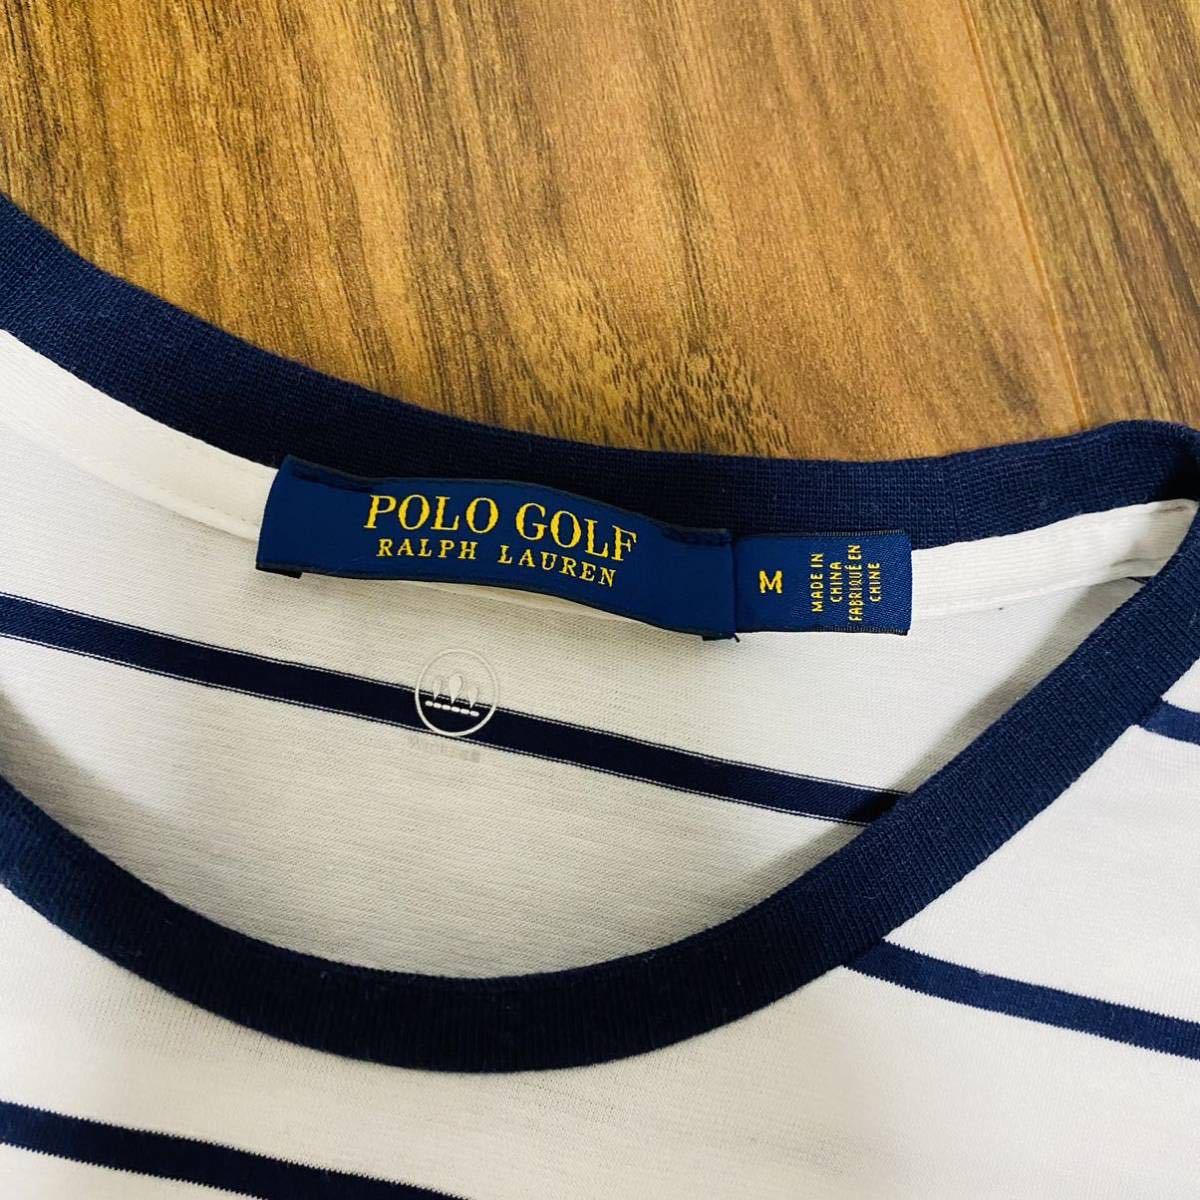 POLO GOLF
RALPH LAUREN
M
MADE IN
CHINA
FABRIQUÉ EN
CHINE